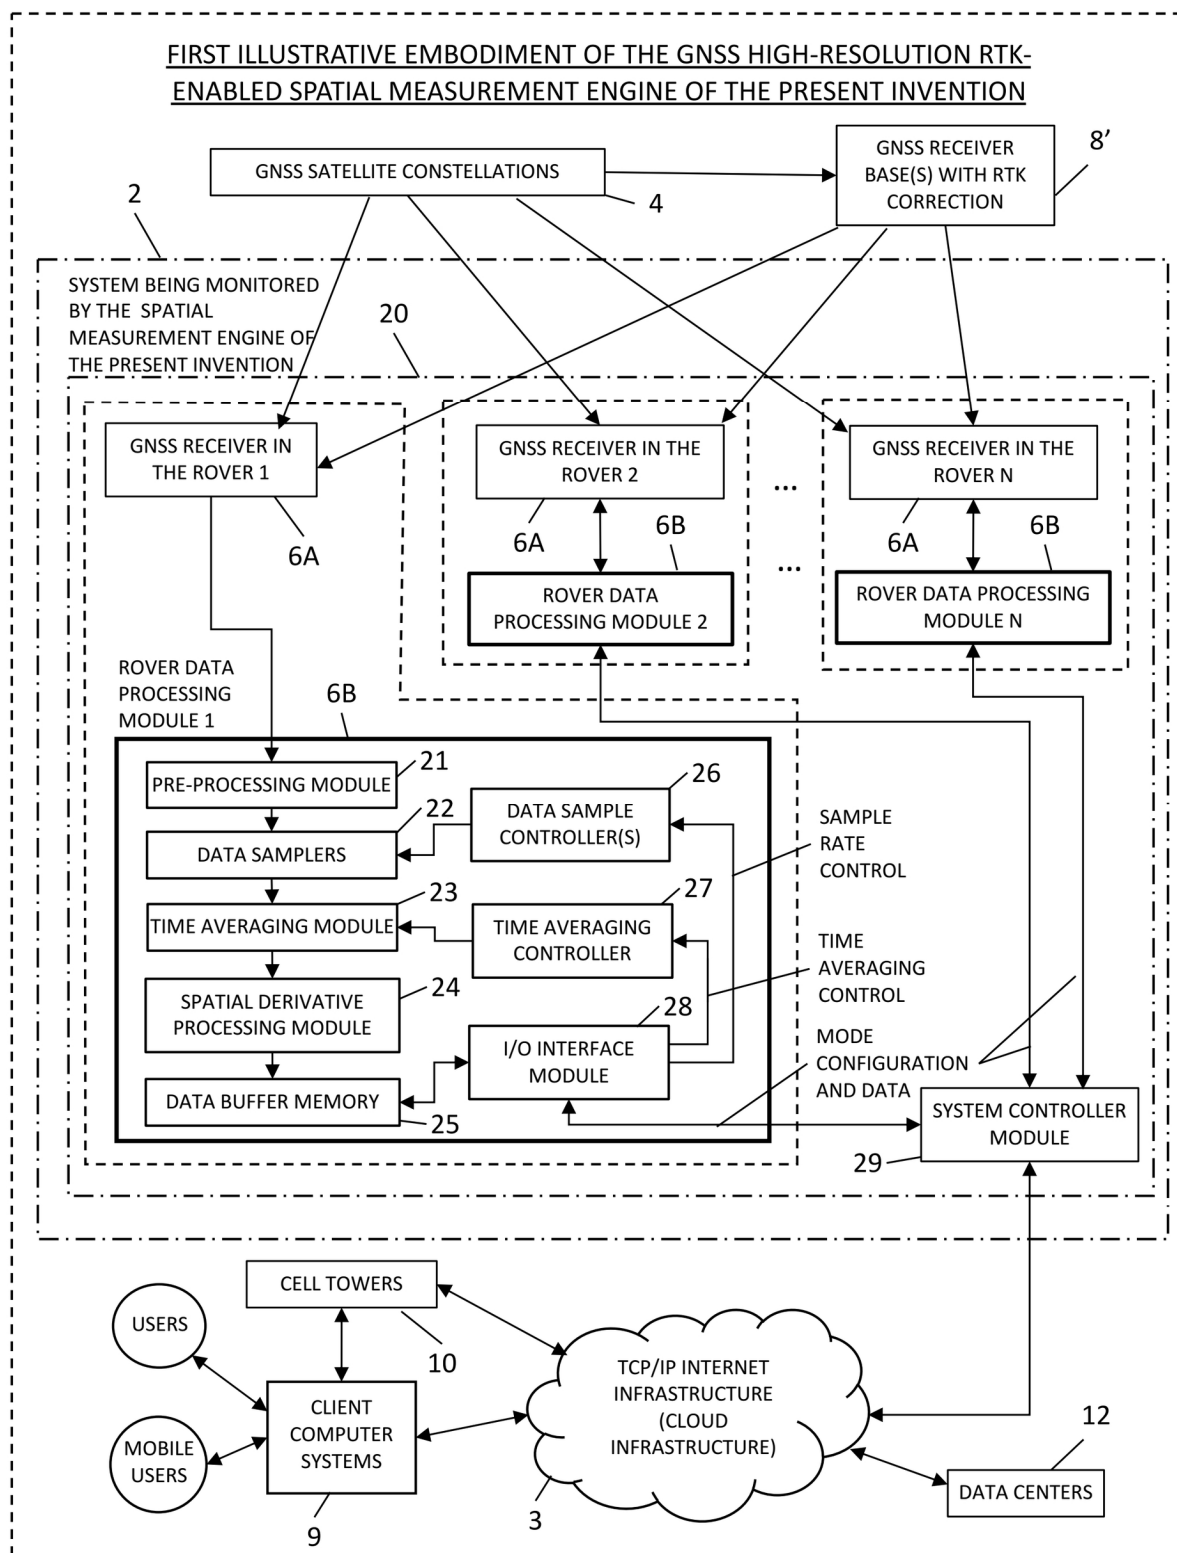 FIRST ILLUSTRATIVE EMBODIMENT OF THE GNSS HIGH-RESOLUTION RTK-
ENABLED SPATIAL MEASUREMENT ENGINE OF THE PRESENT INVENTION
GNSS SATELLITE CONSTELLATIONS
4
GNSS RECEIVER
BASE(S) WITH RTK
CORRECTION
8’
2
SYSTEM BEING MONITORED
BY THE SPATIAL
MEASUREMENT ENGINE OF
THE PRESENT INVENTION
20
GNSS RECEIVER IN
THE ROVER 1
6A
GNSS RECEIVER IN THE
ROVER 2
6A
6B
ROVER DATA
PROCESSING MODULE 2
...
...
GNSS RECEIVER IN THE
ROVER N
6A
6B
ROVER DATA PROCESSING
MODULE N
ROVER DATA
PROCESSING
MODULE 1
6B
PRE-PROCESSING MODULE
21
DATA SAMPLERS
22
TIME AVERAGING MODULE
23
SPATIAL DERIVATIVE
PROCESSING MODULE
24
DATA BUFFER MEMORY
25
DATA SAMPLE
CONTROLLER(S)
26
TIME AVERAGING
CONTROLLER
27
I/O INTERFACE
MODULE
28
SAMPLE
RATE
CONTROL
TIME
AVERAGING
CONTROL
MODE
CONFIGURATION
AND DATA
SYSTEM CONTROLLER
MODULE
29
CELL TOWERS
10
USERS
MOBILE
USERS
CLIENT
COMPUTER
SYSTEMS
9
TCP/IP INTERNET
INFRASTRUCTURE
(CLOUD
INFRASTRUCTURE)
3
12
DATA CENTERS